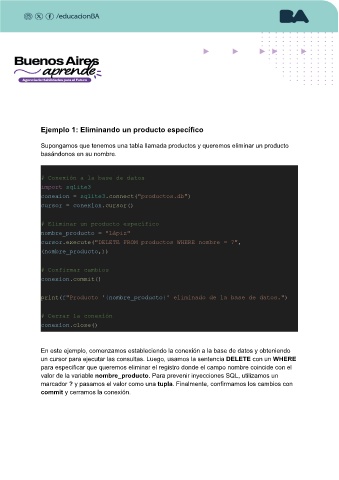 /educacionBA
BA
Buenos Aires
aprende
Agencia de Habilidades para el Futuro
Ejemplo 1: Eliminando un producto específico
Supongamos que tenemos una tabla llamada productos y queremos eliminar un producto
basándonos en su nombre.
# Conexión a la base de datos
import sqlite3
conexion = sqlite3.connect("productos.db")
cursor = conexion.cursor()
# Eliminar un producto específico
nombre_producto = "Lápiz"
cursor.execute("DELETE FROM productos WHERE nombre = ?",
(nombre_producto,))
# Confirmar cambios
conexion.commit()
print(f"Producto '{nombre_producto}' eliminado de la base de datos.")
# Cerrar la conexión
conexion.close()
En este ejemplo, comenzamos estableciendo la conexión a la base de datos y obteniendo
un cursor para ejecutar las consultas. Luego, usamos la sentencia DELETE con un WHERE
para especificar que queremos eliminar el registro donde el campo nombre coincide con el
valor de la variable nombre_producto. Para prevenir inyecciones SQL, utilizamos un
marcador ? y pasamos el valor como una tupla. Finalmente, confirmamos los cambios con
commit y cerramos la conexión.